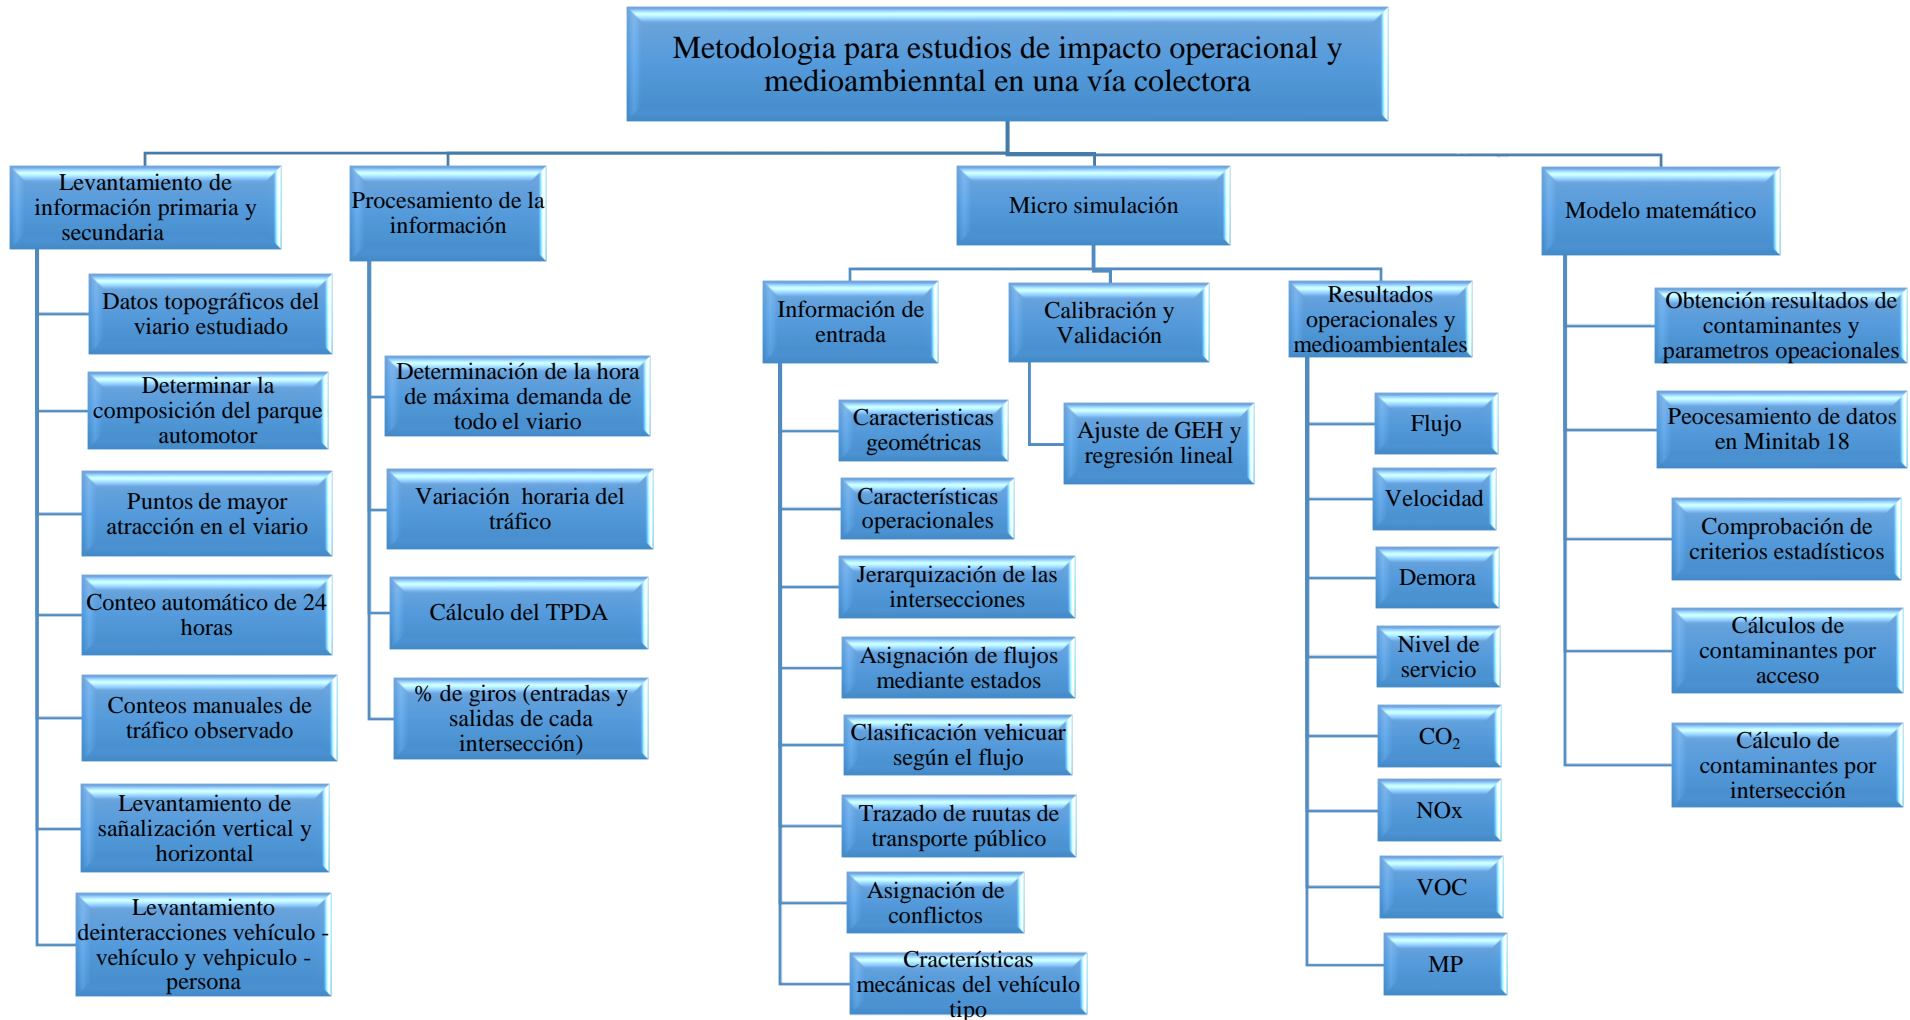 Metodologia para estudios de impacto operacional y
medioambienntal en una vía colectora
Levantamiento de
información primaria y
secundaria
Datos topográficos del
viario estudiado
Determinar la
composición del parque
automotor
Puntos de mayor
atracción en el viario
Conteo automático de 24
horas
Conteos manuales de
tráfico observado
Levantamiento de
sañalización vertical y
horizontal
Levantamiento
deinteracciones vehículo -
vehículo y vehpiculo -
persona
Procesamiento de la
información
Determinación de la hora
de máxima demanda de
todo el viario
Variación horaria del
tráfico
Cálculo del TPDA
% de giros (entradas y
salidas de cada
intersección)
Micro simulación
Información de
entrada
Caracteristicas
geométricas
Característicás
operacionales
Jerarquización de las
intersecciones
Asignación de flujos
mediante estados
Clasificación vehicuar
según el flujo
Trazado de ruutas de
transporte público
Asignación de
conflictos
Cracterísticas
mecánicas del vehículo
tipo
Calibración y
Validación
Ajuste de GEH y
regresión lineal
Resultados
operacionales y
medioambientales
Flujo
Velocidad
Demora
Nivel de
servicio
CO₂
NOx
VOC
MP
Modelo matemático
Obtención resultados de
contaminantes y
parametros opeacionales
Peocesamiento de datos
en Minitab 18
Comprobación de
criterios estadísticos
Cálculos de
contaminantes por
acceso
Cálculo de
contaminantes por
intersección